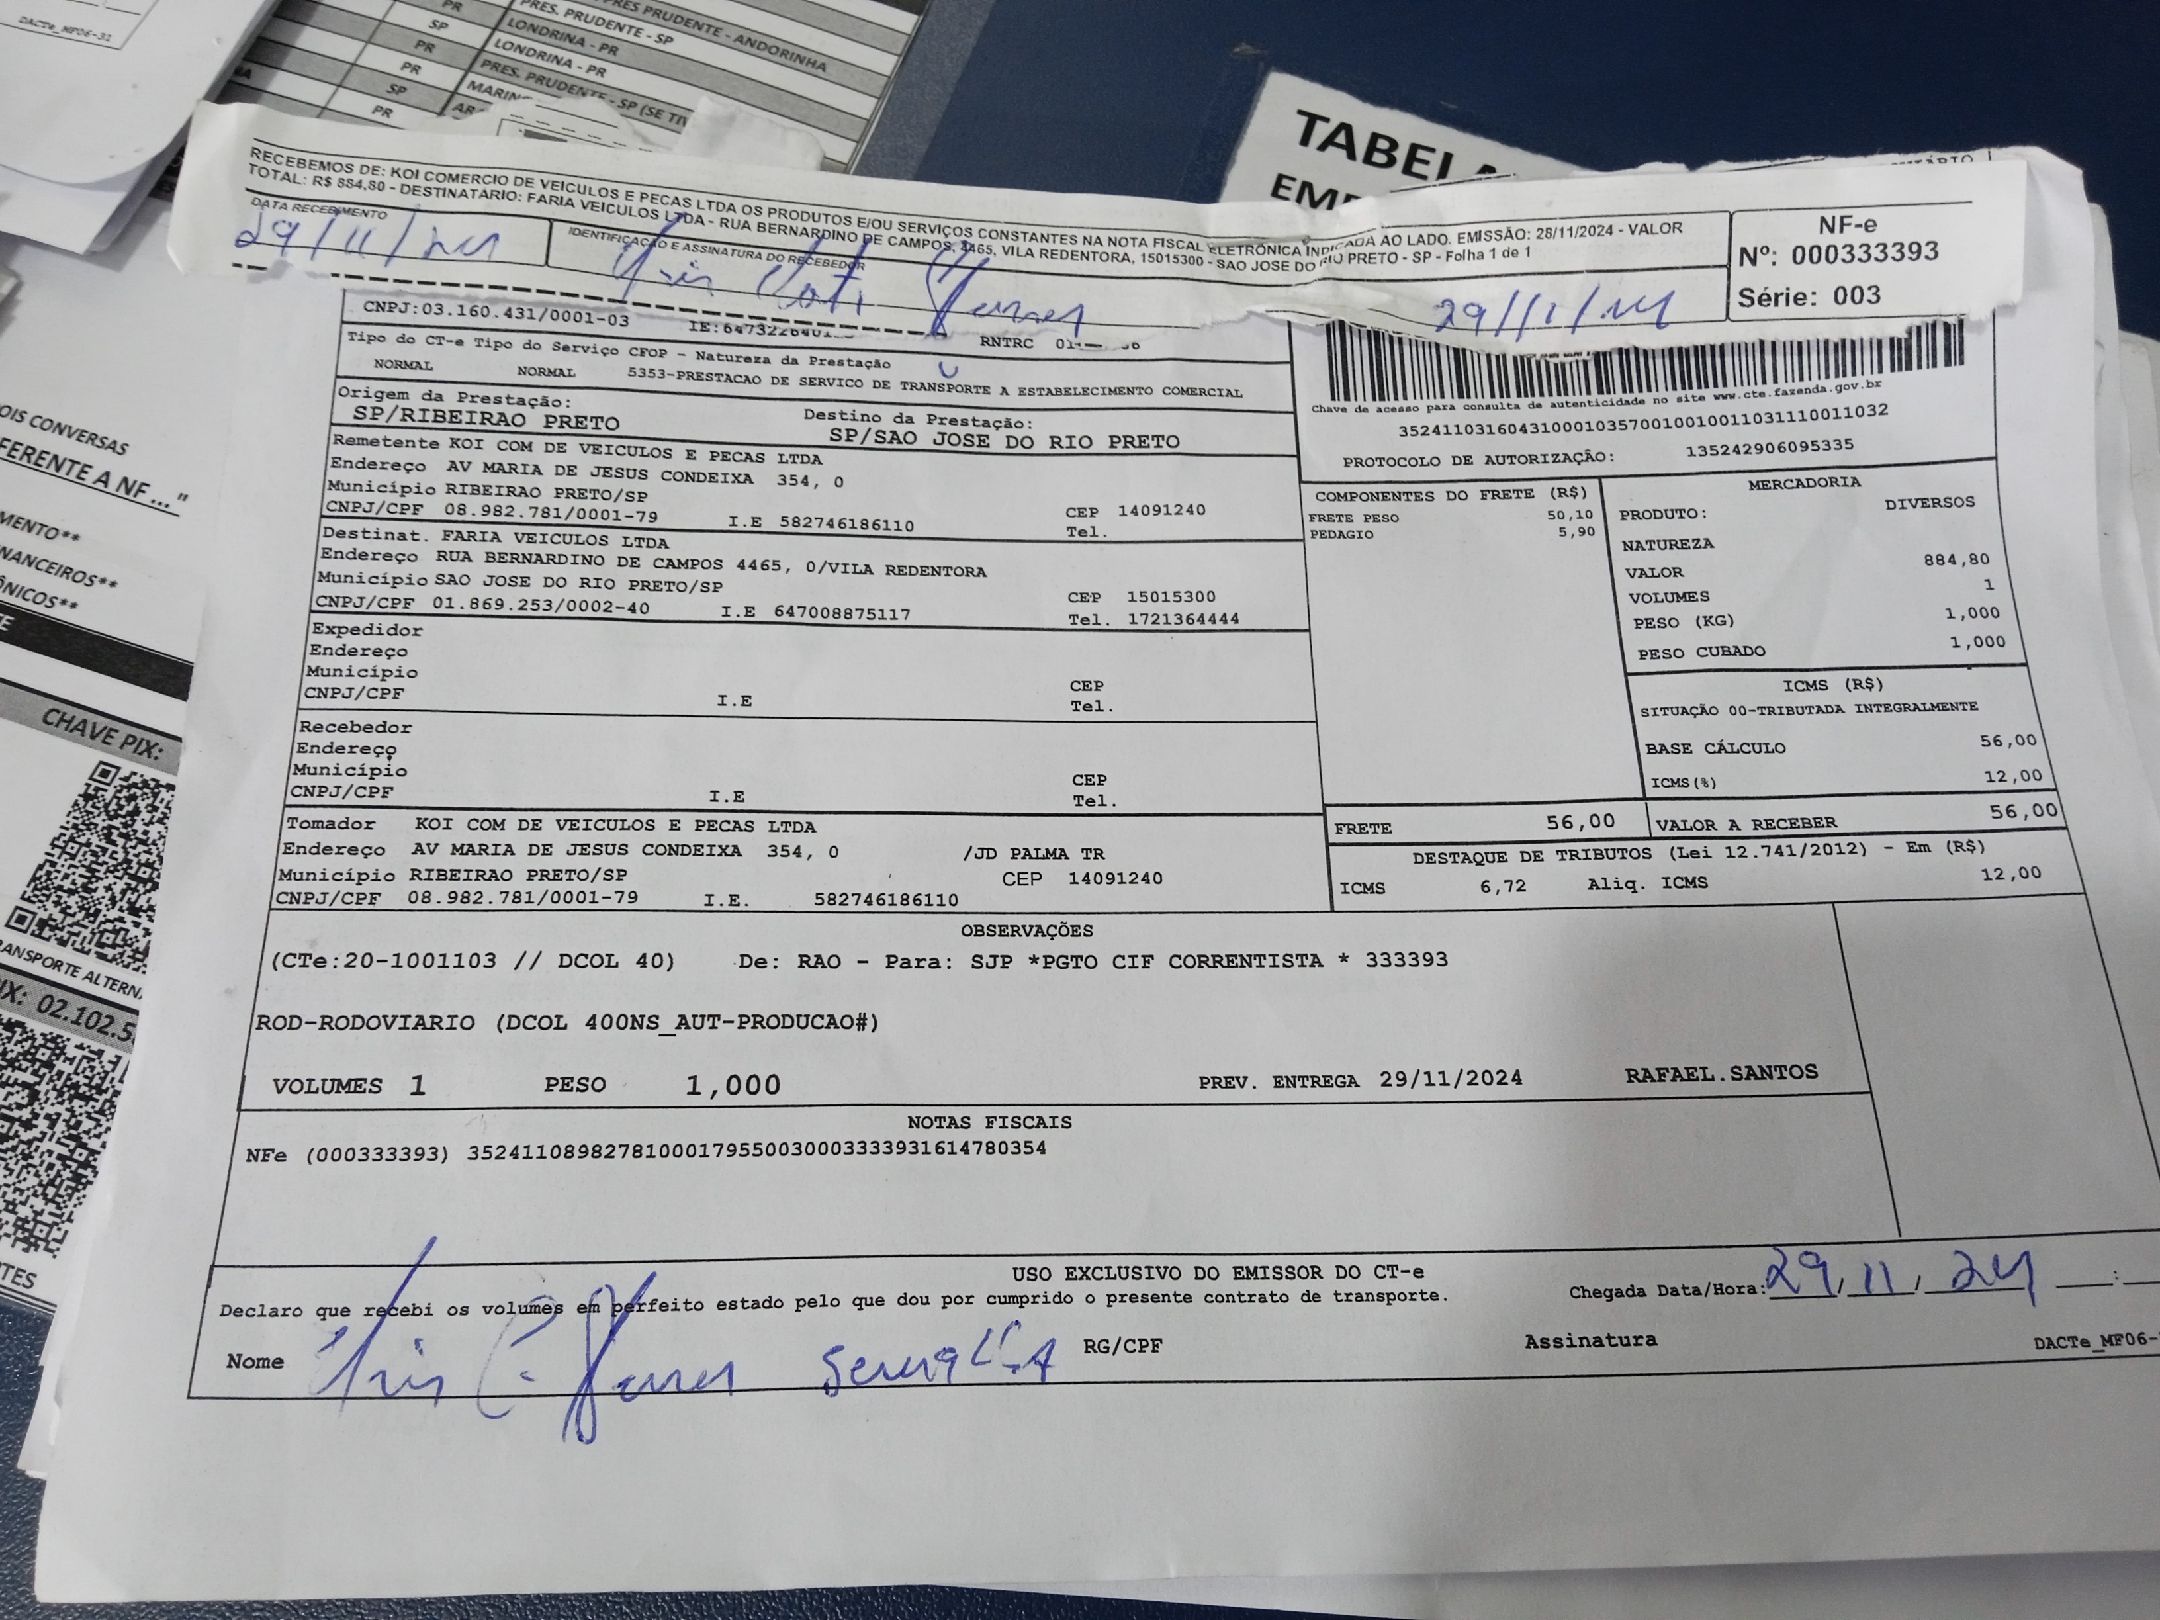 DACTe_MF06-31
PR
SP
PR
PR
SP
PR
PRES PRUDENTE - ANDORINHA
PRES. PRUDENTE - SP
LONDRINA - PR
LONDRINA - PR
PRES. PRUDENTE - SP (SE TI
TABELA
RECEBEMOS DE: KOI COMERCIO DE VEICULOS E PECAS LTDA OS PRODUTOS E/OU SERVIÇOS CONSTANTES NA NOTA FISCAL ELETRÔNICA INDICADA AO LADO. EMISSÃO: 28/11/2024 - VALOR
TOTAL: R$ 884,80 - DESTINATÁRIO: FARIA VEICULOS LTDA - RUA BERNARDINO DE CAMPOS, 4465, VILA REDENTORA, 15015300 - SAO JOSE DO RIO PRETO - SP - Folha 1 de 1
DATA RECEBIMENTO
29/11/24
IDENTIFICAÇÃO E ASSINATURA DO RECEBEDOR
29/11/24
NF-e
Nº: 000333393
Série: 003
CNPJ:03.160.431/0001-03
RNTRC
Tipo do CT-e Tipo do Serviço CFOP - Natureza da Prestação
NORMAL NORMAL 5353-PRESTACAO DE SERVICO DE TRANSPORTE A ESTABELECIMENTO COMERCIAL
Origem da Prestação: Destino da Prestação:
SP/RIBEIRAO PRETO SP/SAO JOSE DO RIO PRETO
Remetente KOI COM DE VEICULOS E PECAS LTDA
Endereço AV MARIA DE JESUS CONDEIXA 354, 0
Município RIBEIRAO PRETO/SP CEP 14091240
CNPJ/CPF 08.982.781/0001-79 I.E 582746186110 Tel.
Destinat. FARIA VEICULOS LTDA
Endereço RUA BERNARDINO DE CAMPOS 4465, 0/VILA REDENTORA
Município SAO JOSE DO RIO PRETO/SP CEP 15015300
CNPJ/CPF 01.869.253/0002-40 I.E 647008875117 Tel. 1721364444
Expedidor
Endereço
Município CEP
CNPJ/CPF I.E Tel.
Recebedor
Endereço
Município CEP
CNPJ/CPF I.E Tel.
Tomador KOI COM DE VEICULOS E PECAS LTDA
Endereço AV MARIA DE JESUS CONDEIXA 354, 0 /JD PALMA TR
Município RIBEIRAO PRETO/SP CEP 14091240
CNPJ/CPF 08.982.781/0001-79 I.E. 582746186110
Chave de acesso para consulta de autenticidade no site www.cte.fazenda.gov.br
35241103160431000103570010010011031110011032
PROTOCOLO DE AUTORIZAÇÃO: 135242906095335
COMPONENTES DO FRETE (R$)
FRETE PESO 50,10
PEDAGIO 5,90
MERCADORIA
PRODUTO: DIVERSOS
NATUREZA
VALOR 884,80
VOLUMES 1
PESO (KG) 1,000
PESO CUBADO 1,000
ICMS (R$)
SITUAÇÃO 00-TRIBUTADA INTEGRALMENTE
BASE CÁLCULO 56,00
ICMS(%) 12,00
FRETE 56,00 VALOR A RECEBER 56,00
DESTAQUE DE TRIBUTOS (Lei 12.741/2012) - Em (R$)
ICMS 6,72 Aliq. ICMS 12,00
OBSERVAÇÕES
(CTe:20-1001103 // DCOL 40) De: RAO - Para: SJP *PGTO CIF CORRENTISTA * 333393
ROD-RODOVIARIO (DCOL 400NS_AUT-PRODUCAO#)
VOLUMES 1 PESO 1,000 PREV. ENTREGA 29/11/2024 RAFAEL.SANTOS
NOTAS FISCAIS
NFe (000333393) 35241108982781000179550030003333931614780354
USO EXCLUSIVO DO EMISSOR DO CT-e
Declaro que recebi os volumes em perfeito estado pelo que dou por cumprido o presente contrato de transporte.
Chegada Data/Hora: 29/11/24 __:__
Nome RG/CPF Assinatura
DACTe_MF06-
OIS CONVERSAS
FERENTE A NF ..."
MENTO**
NANCEIROS**
ÔNICOS**
CHAVE PIX:
RANSPORTE ALTERN
IX: 02.102.5
TES